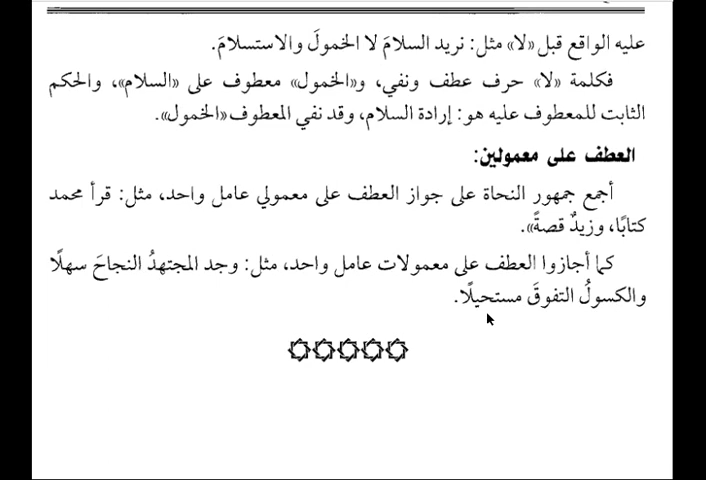 عليه الواقع قبل «لا» مثل: نريد السلامَ لا الخمولَ والاستسلامَ.
فكلمة «لا» حرف عطف ونفي، و«الخمول» معطوف على «السلام»، والحكم
الثابت للمعطوف عليه هو: إرادة السلام، وقد نفي المعطوف «الخمول».
العطف على معمولين:
أجمع جمهور النحاة على جواز العطف على معمولي عامل واحد، مثل: قرأ محمد
كتابًا، وزيدٌ قصةً».
كما أجازوا العطف على معمولات عامل واحد، مثل: وجد المجتهدُ النجاحَ سهلًا
والكسولُ التفوقَ مستحيلًا.